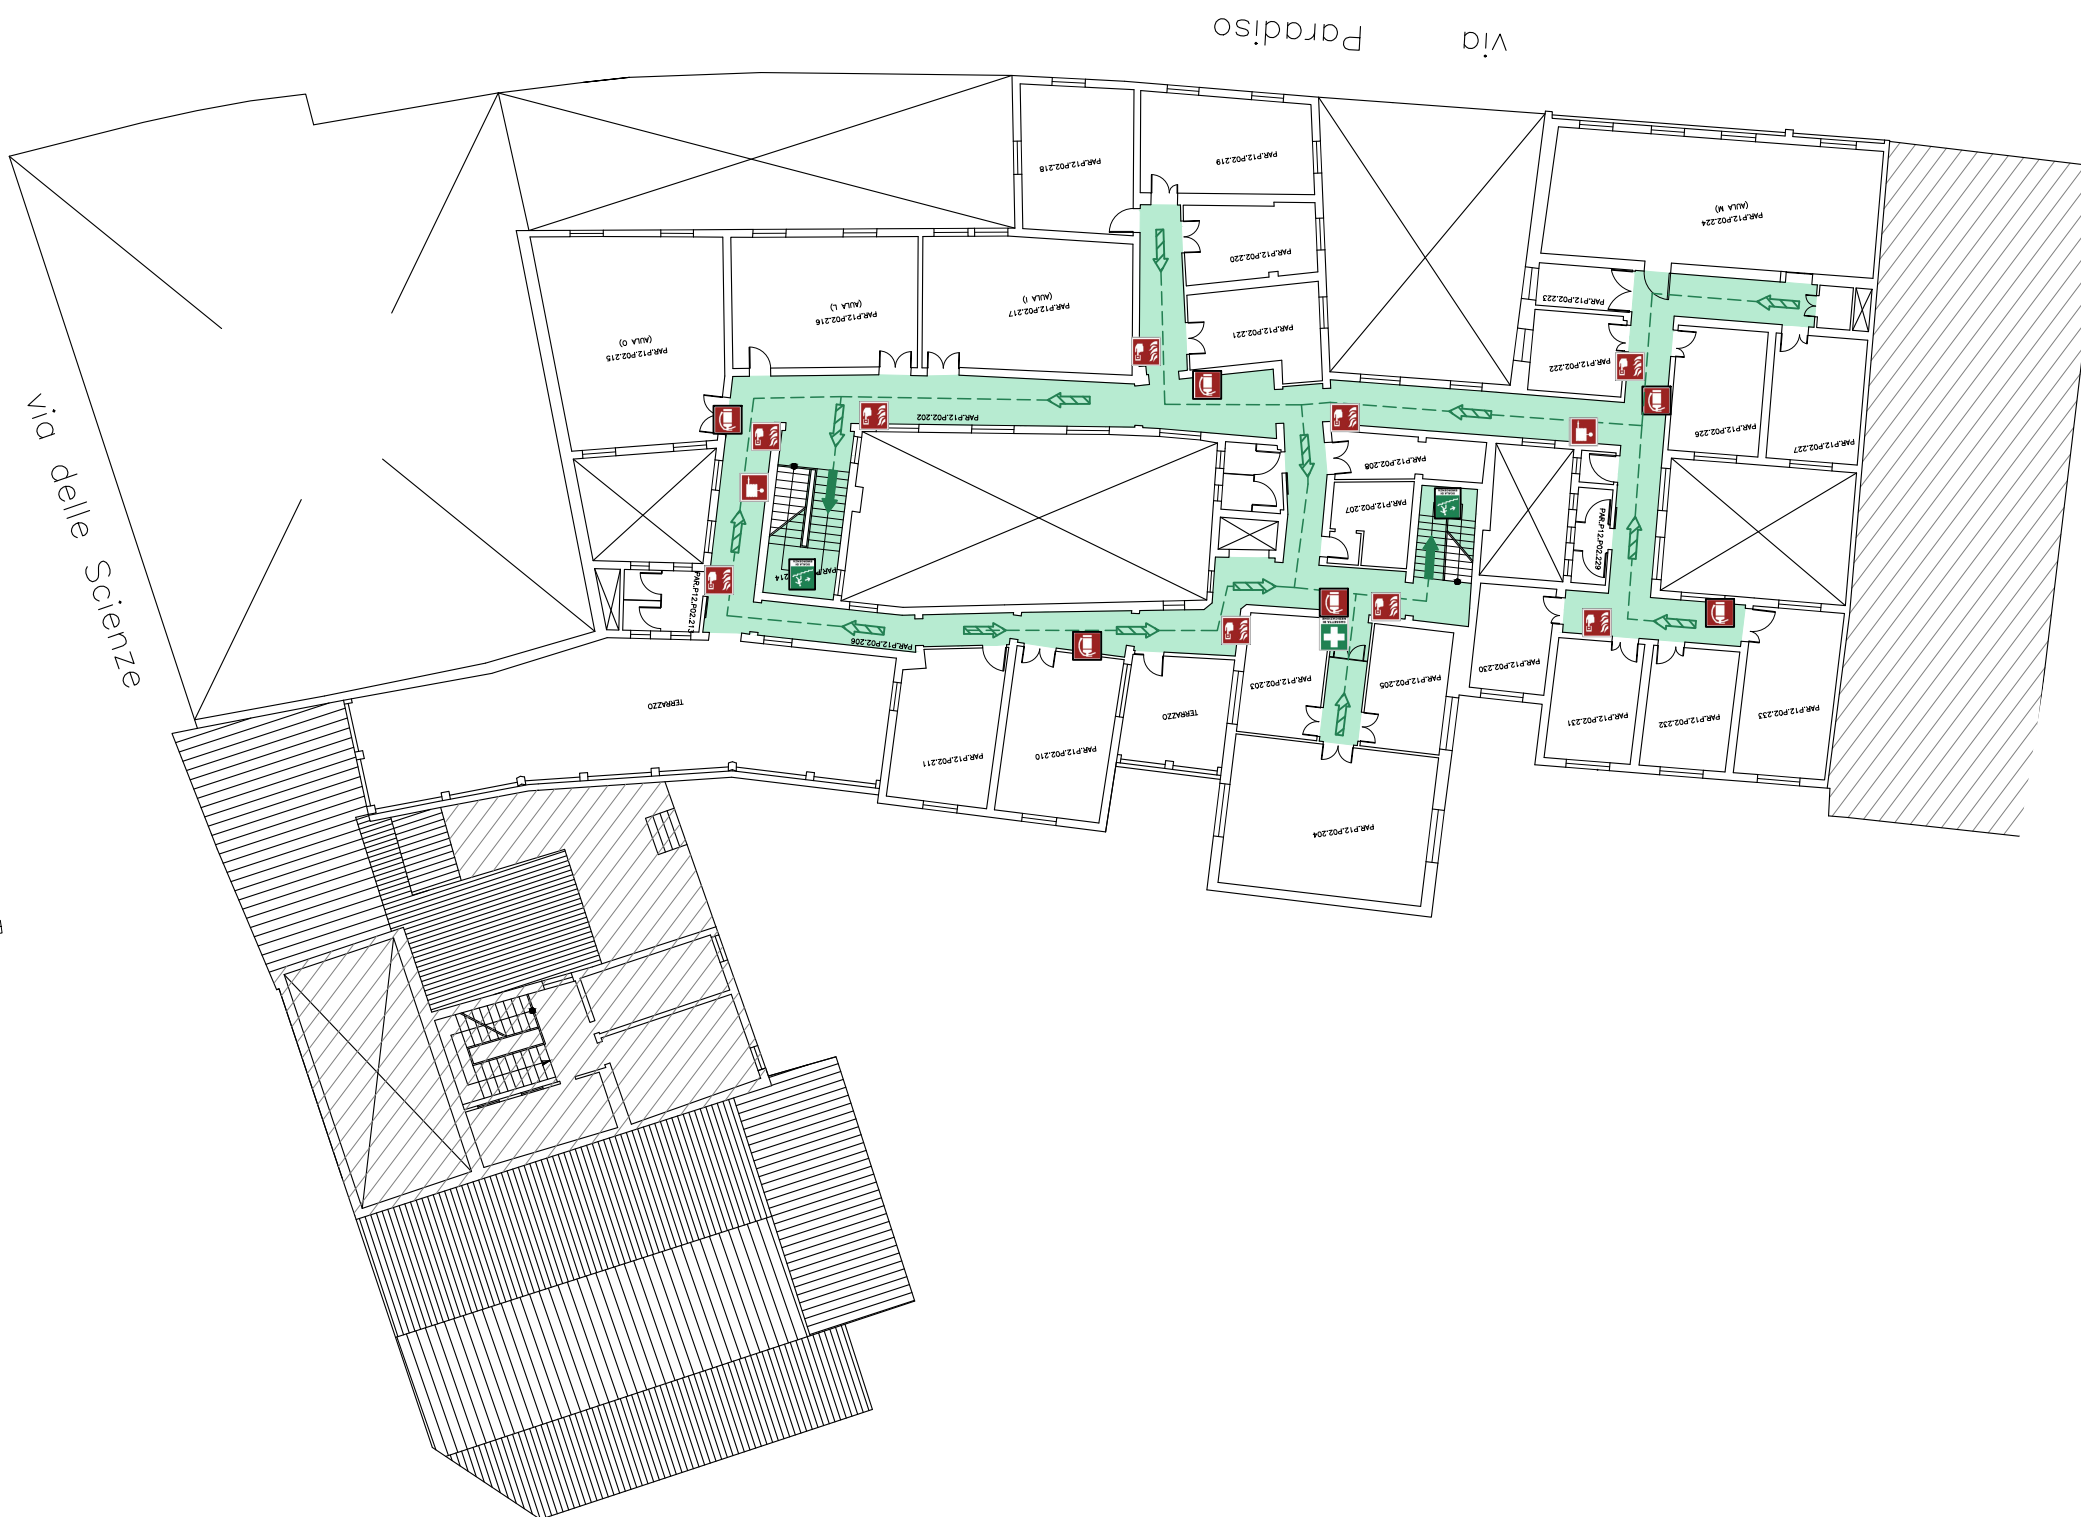 via Paradiso
via delle Scienze
PAR.P12.P02.218
PAR.P12.P02.219
PAR.P12.P02.220
PAR.P12.P02.221
PAR.P12.P02.224
(AULA M)
PAR.P12.P02.223
PAR.P12.P02.222
PAR.P12.P02.226
PAR.P12.P02.227
PAR.P12.P02.215
(AULA O)
PAR.P12.P02.216
(AULA L)
PAR.P12.P02.217
(AULA I)
PAR.P12.P02.202
PAR.P12.P02.208
PAR.P12.P02.207
PAR.P12.P02.229
PAR.P12.P02.213
PAR.P
214
PAR.P12.P02.206
PAR.P12.P02.203
PAR.P12.P02.205
PAR.P12.P02.230
PAR.P12.P02.231
PAR.P12.P02.232
PAR.P12.P02.233
TERRAZZO
TERRAZZO
PAR.P12.P02.211
PAR.P12.P02.210
PAR.P12.P02.204